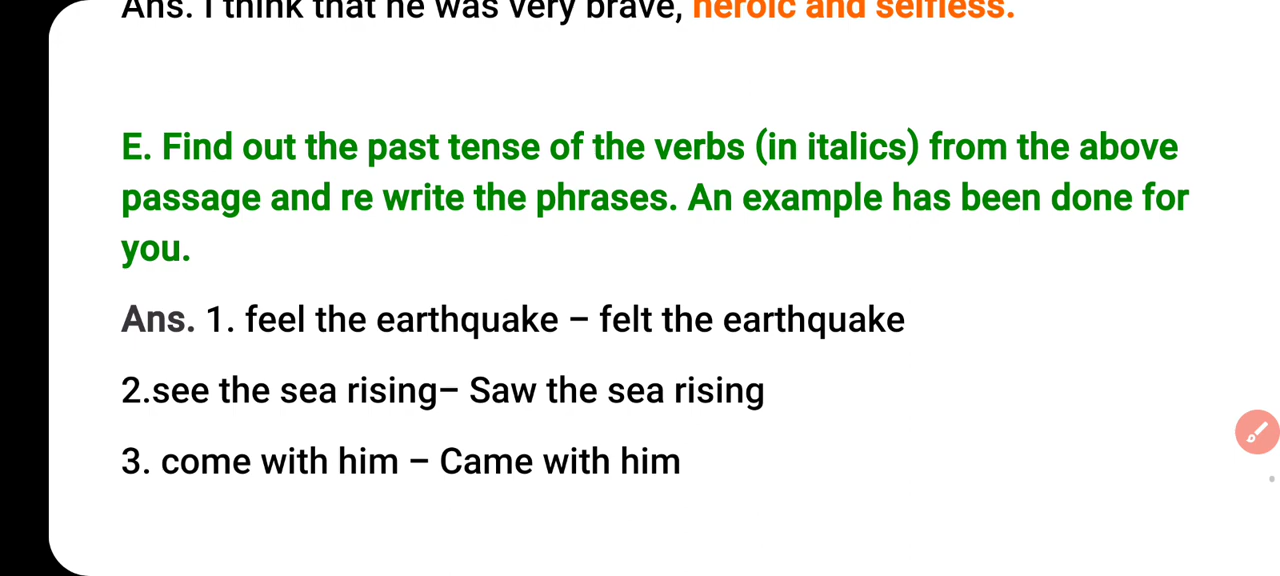 Ans. I think that he was very brave, heroic and selfless.
E. Find out the past tense of the verbs (in italics) from the above
passage and re write the phrases. An example has been done for
you.
Ans. 1. feel the earthquake – felt the earthquake
2.see the sea rising– Saw the sea rising
3. come with him – Came with him